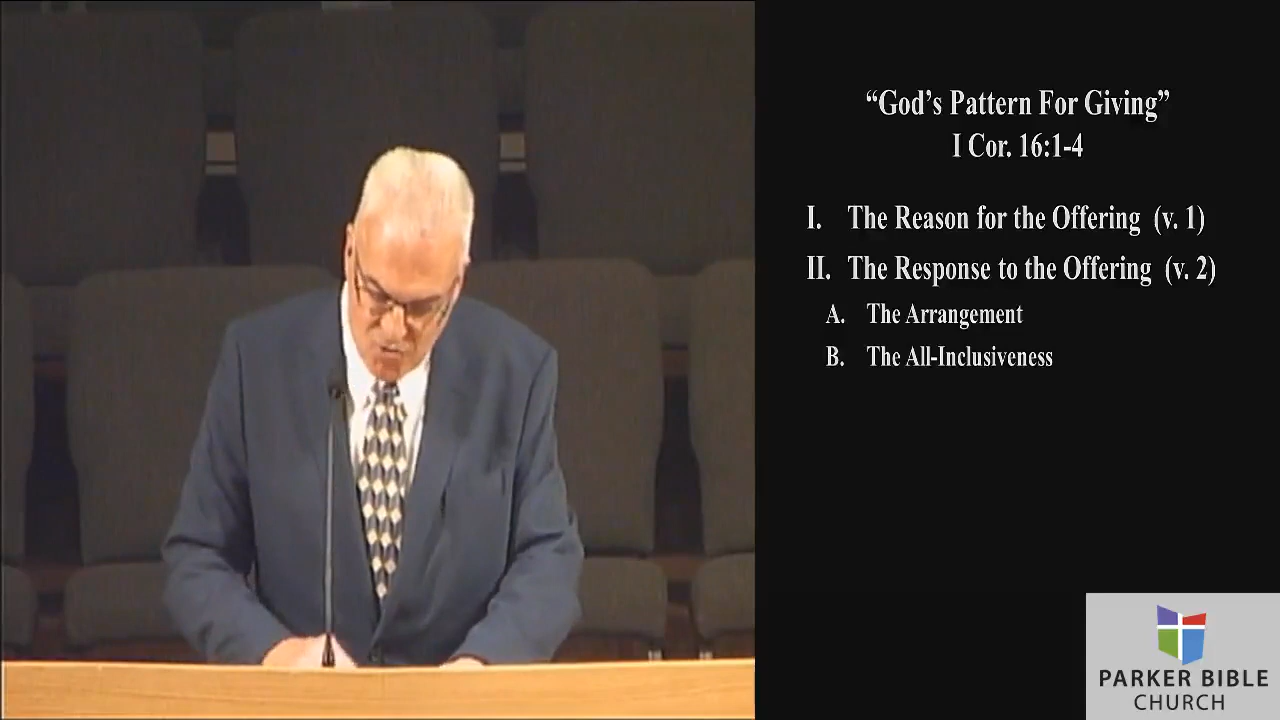 “God’s Pattern For Giving”
I Cor. 16:1-4
I. The Reason for the Offering (v. 1)
II. The Response to the Offering (v. 2)
A. The Arrangement
B. The All-Inclusiveness
PARKER BIBLE
CHURCH